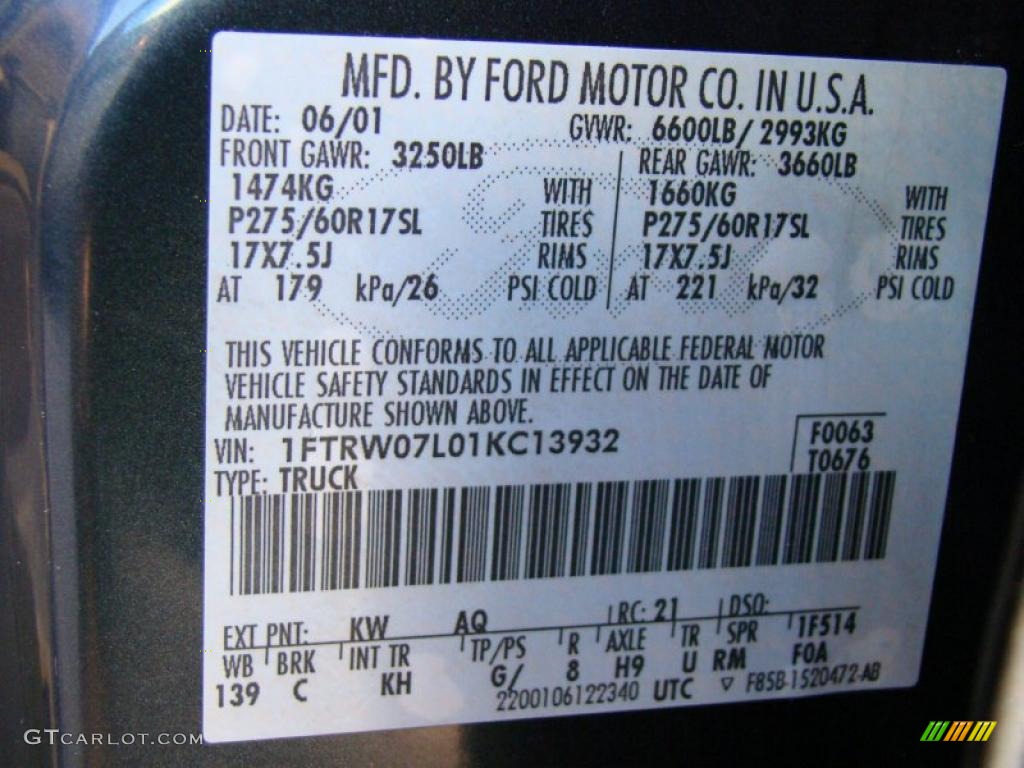 MFD. BY FORD MOTOR CO. IN U.S.A.
DATE: 06/01 GVWR: 6600LB/ 2993KG
FRONT GAWR: 3250LB REAR GAWR: 3660LB
1474KG WITH 1660KG WITH
P275/60R17SL TIRES P275/60R17SL TIRES
17X7.5J RIMS 17X7.5J RIMS
AT 179 kPa/26 PSI COLD AT 221 kPa/32 PSI COLD
THIS VEHICLE CONFORMS TO ALL APPLICABLE FEDERAL MOTOR
VEHICLE SAFETY STANDARDS IN EFFECT ON THE DATE OF
MANUFACTURE SHOWN ABOVE.
VIN: 1FTRW07L01KC13932 F0063
TYPE: TRUCK T0676
EXT PNT: KW AQ RC: 21 DSO:
WB BRK INT TR TP/PS R AXLE TR SPR 1F514
139 C KH G/ 8 H9 U RM F0A
2200106122340 UTC ▽ F85B-1520472-AB
GTCARLOT.COM